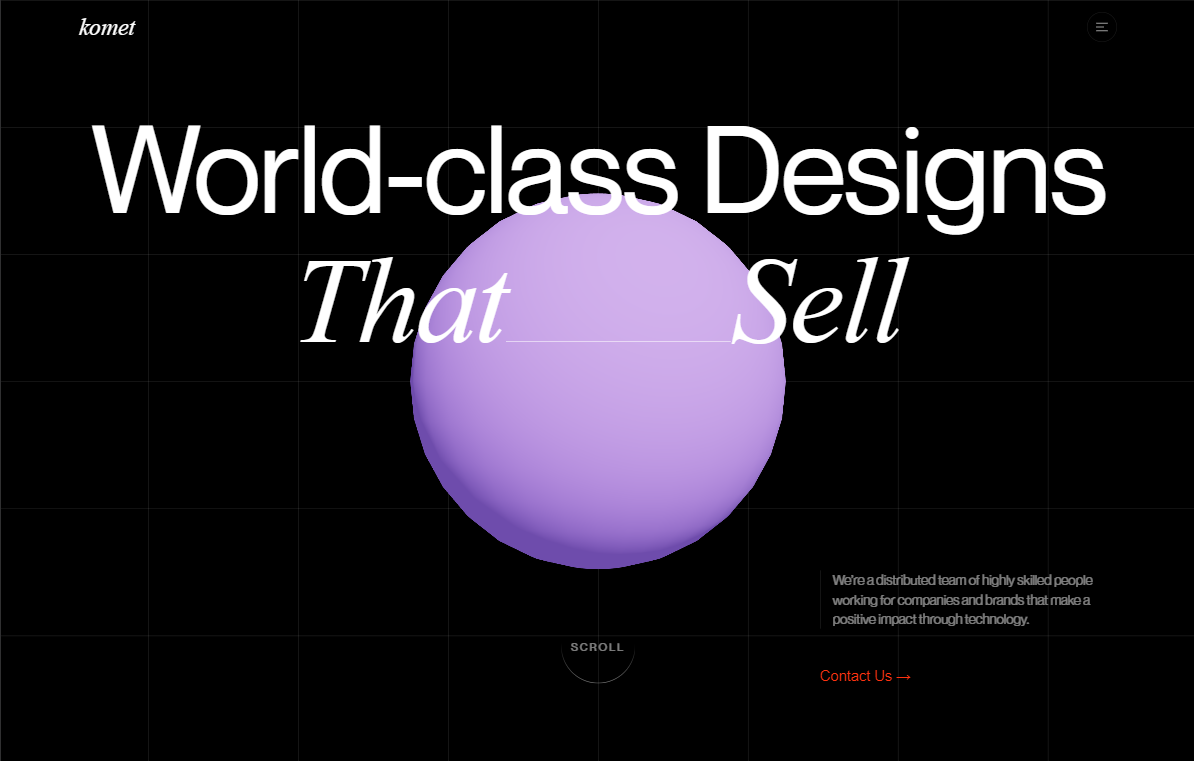 komet
World-class Designs
That Sell
We're a distributed team of highly skilled people
working for companies and brands that make a
positive impact through technology.
SCROLL
Contact Us →